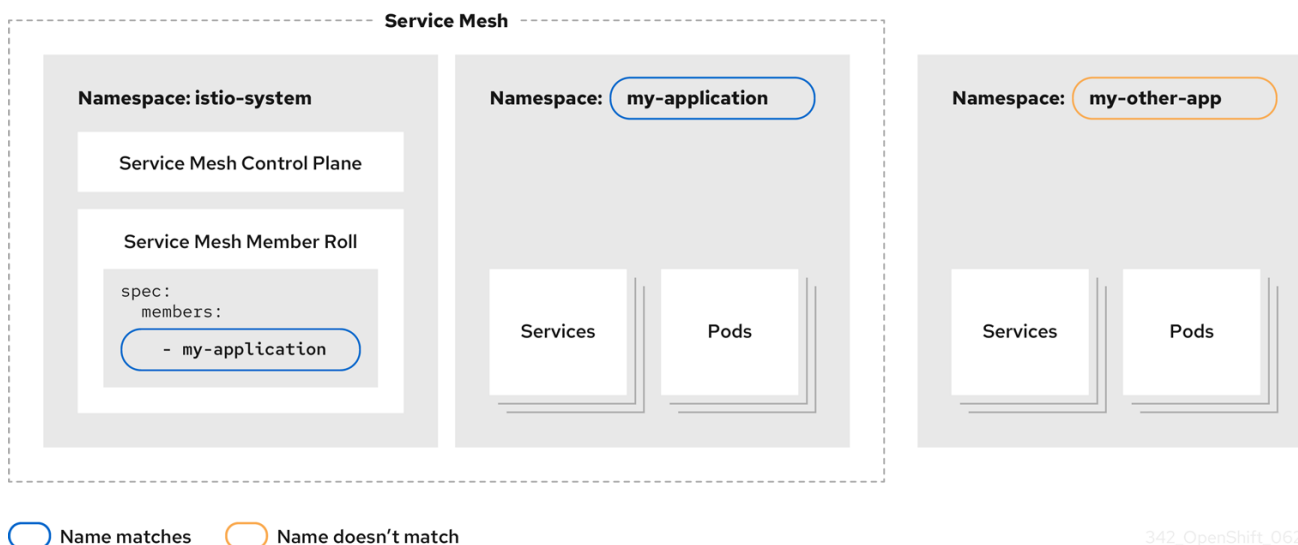 Service Mesh
Namespace: istio-system
Service Mesh Control Plane
Service Mesh Member Roll
spec:
  members:
    - my-application
Namespace: my-application
Services
Pods
Namespace: my-other-app
Services
Pods
Name matches
Name doesn’t match
342_OpenShift_062